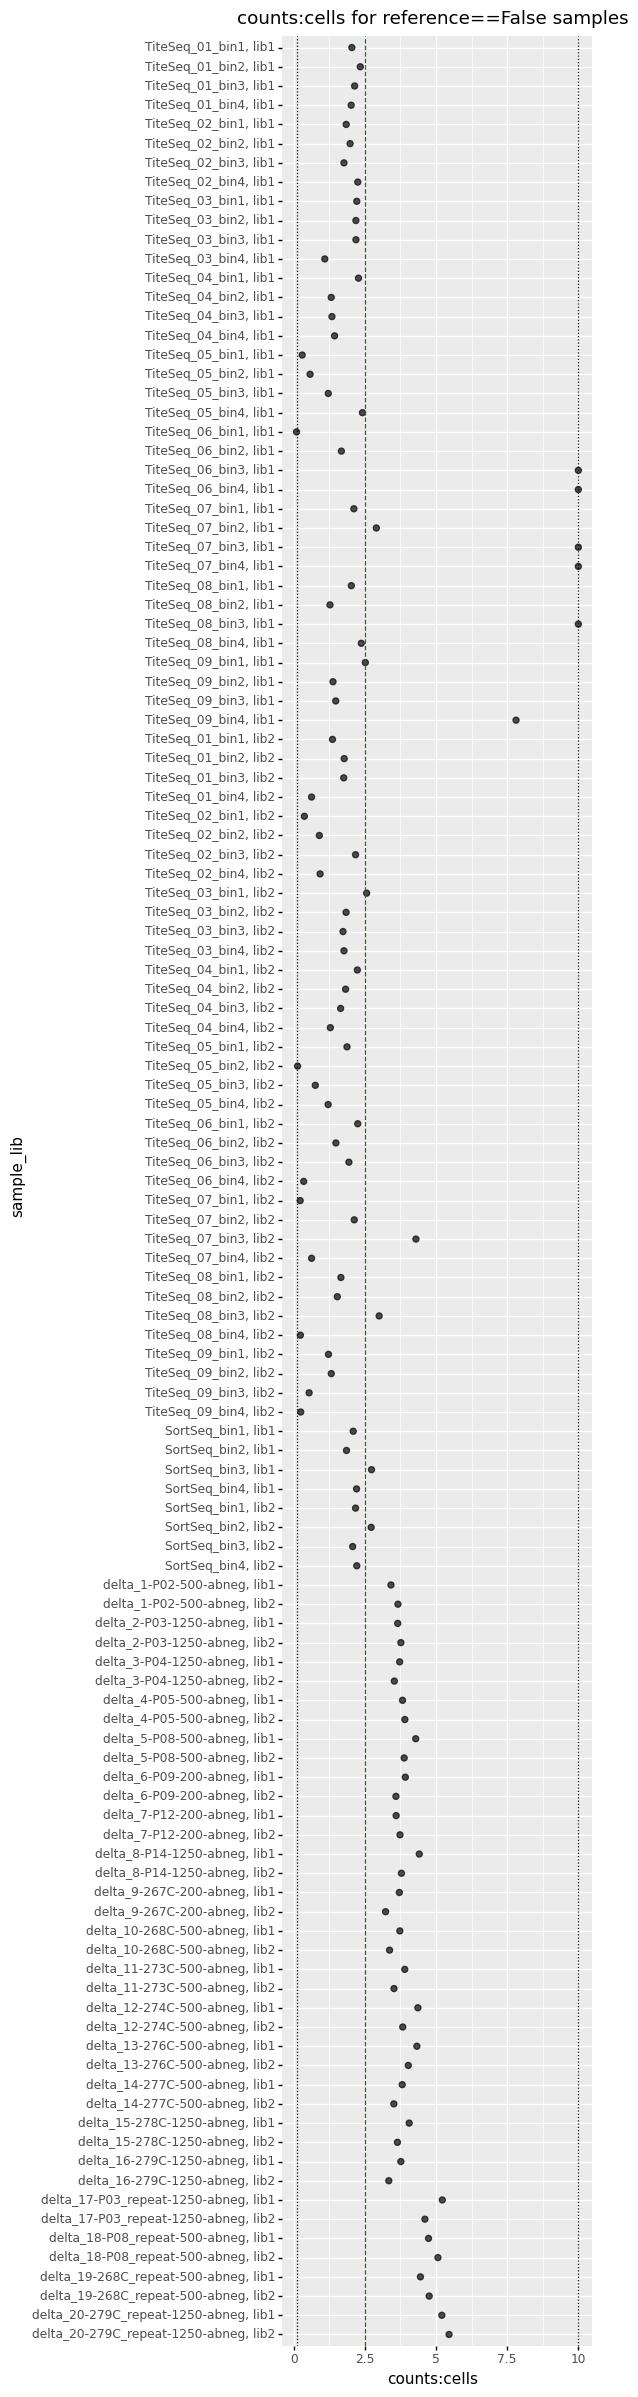 counts:cells for reference==False samples
TiteSeq_01_bin1, lib1
TiteSeq_01_bin2, lib1
TiteSeq_01_bin3, lib1
TiteSeq_01_bin4, lib1
TiteSeq_02_bin1, lib1
TiteSeq_02_bin2, lib1
TiteSeq_02_bin3, lib1
TiteSeq_02_bin4, lib1
TiteSeq_03_bin1, lib1
TiteSeq_03_bin2, lib1
TiteSeq_03_bin3, lib1
TiteSeq_03_bin4, lib1
TiteSeq_04_bin1, lib1
TiteSeq_04_bin2, lib1
TiteSeq_04_bin3, lib1
TiteSeq_04_bin4, lib1
TiteSeq_05_bin1, lib1
TiteSeq_05_bin2, lib1
TiteSeq_05_bin3, lib1
TiteSeq_05_bin4, lib1
TiteSeq_06_bin1, lib1
TiteSeq_06_bin2, lib1
TiteSeq_06_bin3, lib1
TiteSeq_06_bin4, lib1
TiteSeq_07_bin1, lib1
TiteSeq_07_bin2, lib1
TiteSeq_07_bin3, lib1
TiteSeq_07_bin4, lib1
TiteSeq_08_bin1, lib1
TiteSeq_08_bin2, lib1
TiteSeq_08_bin3, lib1
TiteSeq_08_bin4, lib1
TiteSeq_09_bin1, lib1
TiteSeq_09_bin2, lib1
TiteSeq_09_bin3, lib1
TiteSeq_09_bin4, lib1
TiteSeq_01_bin1, lib2
TiteSeq_01_bin2, lib2
TiteSeq_01_bin3, lib2
TiteSeq_01_bin4, lib2
TiteSeq_02_bin1, lib2
TiteSeq_02_bin2, lib2
TiteSeq_02_bin3, lib2
TiteSeq_02_bin4, lib2
TiteSeq_03_bin1, lib2
TiteSeq_03_bin2, lib2
TiteSeq_03_bin3, lib2
TiteSeq_03_bin4, lib2
TiteSeq_04_bin1, lib2
TiteSeq_04_bin2, lib2
TiteSeq_04_bin3, lib2
TiteSeq_04_bin4, lib2
TiteSeq_05_bin1, lib2
TiteSeq_05_bin2, lib2
TiteSeq_05_bin3, lib2
TiteSeq_05_bin4, lib2
TiteSeq_06_bin1, lib2
TiteSeq_06_bin2, lib2
TiteSeq_06_bin3, lib2
TiteSeq_06_bin4, lib2
TiteSeq_07_bin1, lib2
TiteSeq_07_bin2, lib2
TiteSeq_07_bin3, lib2
TiteSeq_07_bin4, lib2
TiteSeq_08_bin1, lib2
TiteSeq_08_bin2, lib2
TiteSeq_08_bin3, lib2
TiteSeq_08_bin4, lib2
TiteSeq_09_bin1, lib2
TiteSeq_09_bin2, lib2
TiteSeq_09_bin3, lib2
TiteSeq_09_bin4, lib2
SortSeq_bin1, lib1
SortSeq_bin2, lib1
SortSeq_bin3, lib1
SortSeq_bin4, lib1
SortSeq_bin1, lib2
SortSeq_bin2, lib2
SortSeq_bin3, lib2
SortSeq_bin4, lib2
delta_1-P02-500-abneg, lib1
delta_1-P02-500-abneg, lib2
delta_2-P03-1250-abneg, lib1
delta_2-P03-1250-abneg, lib2
delta_3-P04-1250-abneg, lib1
delta_3-P04-1250-abneg, lib2
delta_4-P05-500-abneg, lib1
delta_4-P05-500-abneg, lib2
delta_5-P08-500-abneg, lib1
delta_5-P08-500-abneg, lib2
delta_6-P09-200-abneg, lib1
delta_6-P09-200-abneg, lib2
delta_7-P12-200-abneg, lib1
delta_7-P12-200-abneg, lib2
delta_8-P14-1250-abneg, lib1
delta_8-P14-1250-abneg, lib2
delta_9-267C-200-abneg, lib1
delta_9-267C-200-abneg, lib2
delta_10-268C-500-abneg, lib1
delta_10-268C-500-abneg, lib2
delta_11-273C-500-abneg, lib1
delta_11-273C-500-abneg, lib2
delta_12-274C-500-abneg, lib1
delta_12-274C-500-abneg, lib2
delta_13-276C-500-abneg, lib1
delta_13-276C-500-abneg, lib2
delta_14-277C-500-abneg, lib1
delta_14-277C-500-abneg, lib2
delta_15-278C-1250-abneg, lib1
delta_15-278C-1250-abneg, lib2
delta_16-279C-1250-abneg, lib1
delta_16-279C-1250-abneg, lib2
delta_17-P03_repeat-1250-abneg, lib1
delta_17-P03_repeat-1250-abneg, lib2
delta_18-P08_repeat-500-abneg, lib1
delta_18-P08_repeat-500-abneg, lib2
delta_19-268C_repeat-500-abneg, lib1
delta_19-268C_repeat-500-abneg, lib2
delta_20-279C_repeat-1250-abneg, lib1
delta_20-279C_repeat-1250-abneg, lib2
sample_lib
0 2.5 5 7.5 10
counts:cells